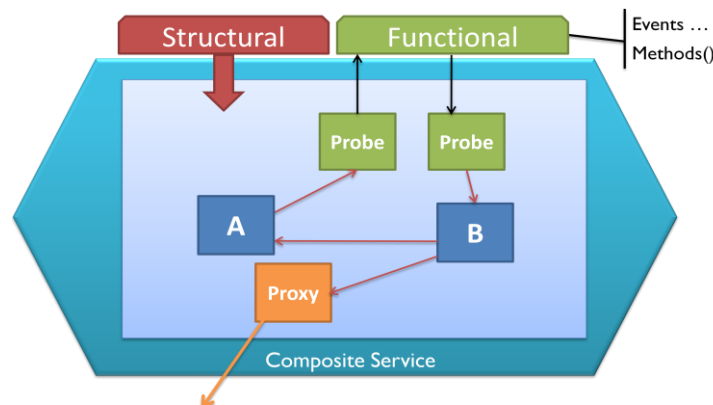 Structural
Functional
Events …
Methods()
Probe
Probe
A
B
Proxy
Composite Service